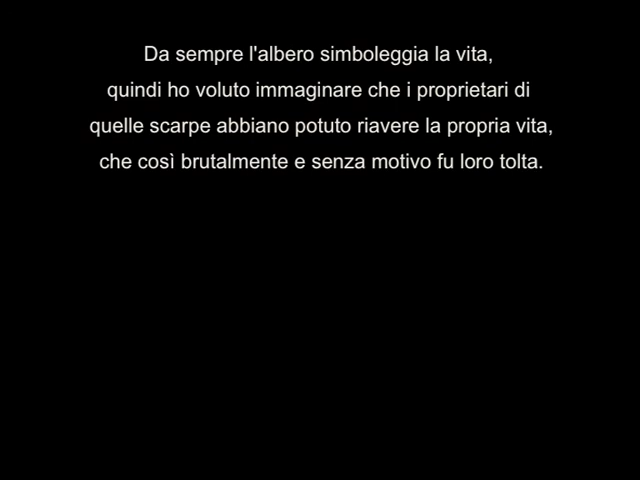 Da sempre l'albero simboleggia la vita,
quindi ho voluto immaginare che i proprietari di
quelle scarpe abbiano potuto riavere la propria vita,
che così brutalmente e senza motivo fu loro tolta.